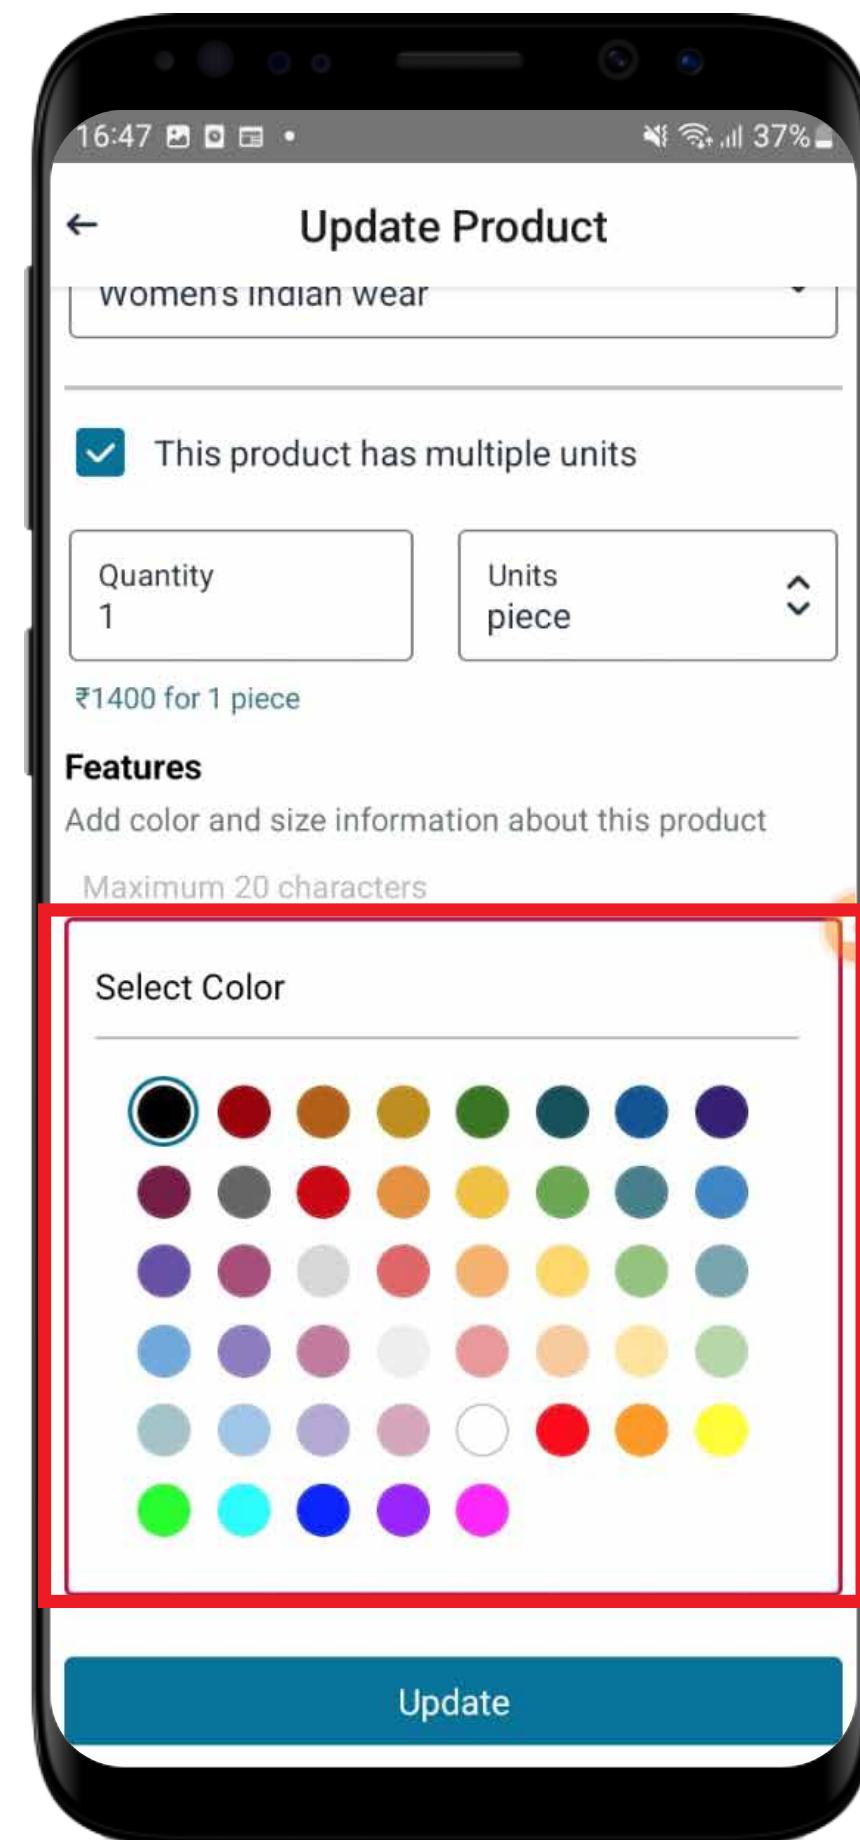 16:47
37%
Update Product
Women's Indian wear
This product has multiple units
Quantity
1
Units
piece
₹1400 for 1 piece
Features
Add color and size information about this product
Maximum 20 characters
Select Color
Update